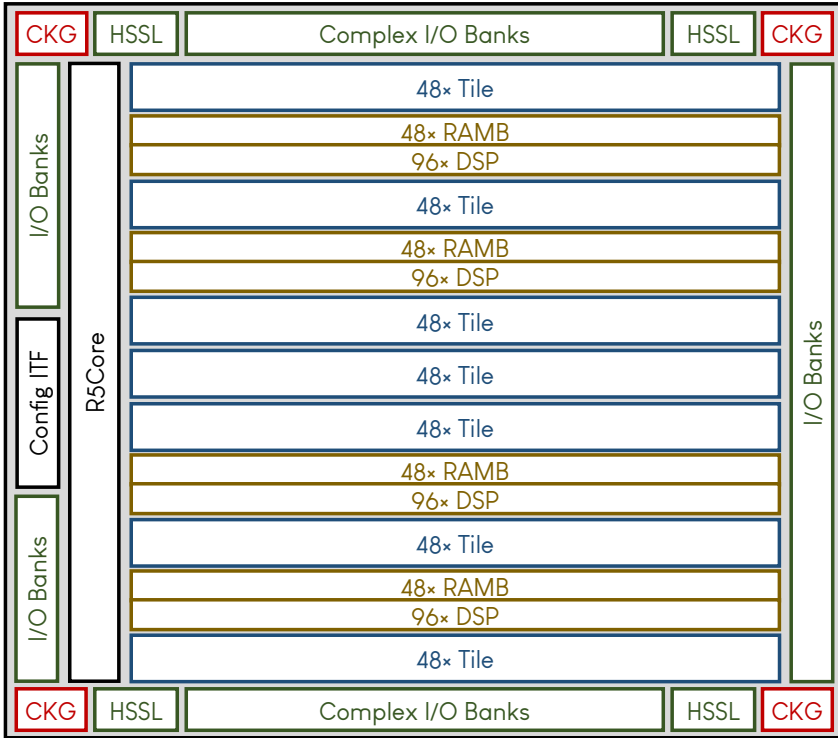 CKG HSSL Complex I/O Banks HSSL CKG
I/O Banks
Config ITF
I/O Banks
R5Core
48× Tile
48× RAMB
96× DSP
48× Tile
48× RAMB
96× DSP
48× Tile
48× Tile
48× Tile
48× RAMB
96× DSP
48× Tile
48× RAMB
96× DSP
48× Tile
I/O Banks
CKG HSSL Complex I/O Banks HSSL CKG